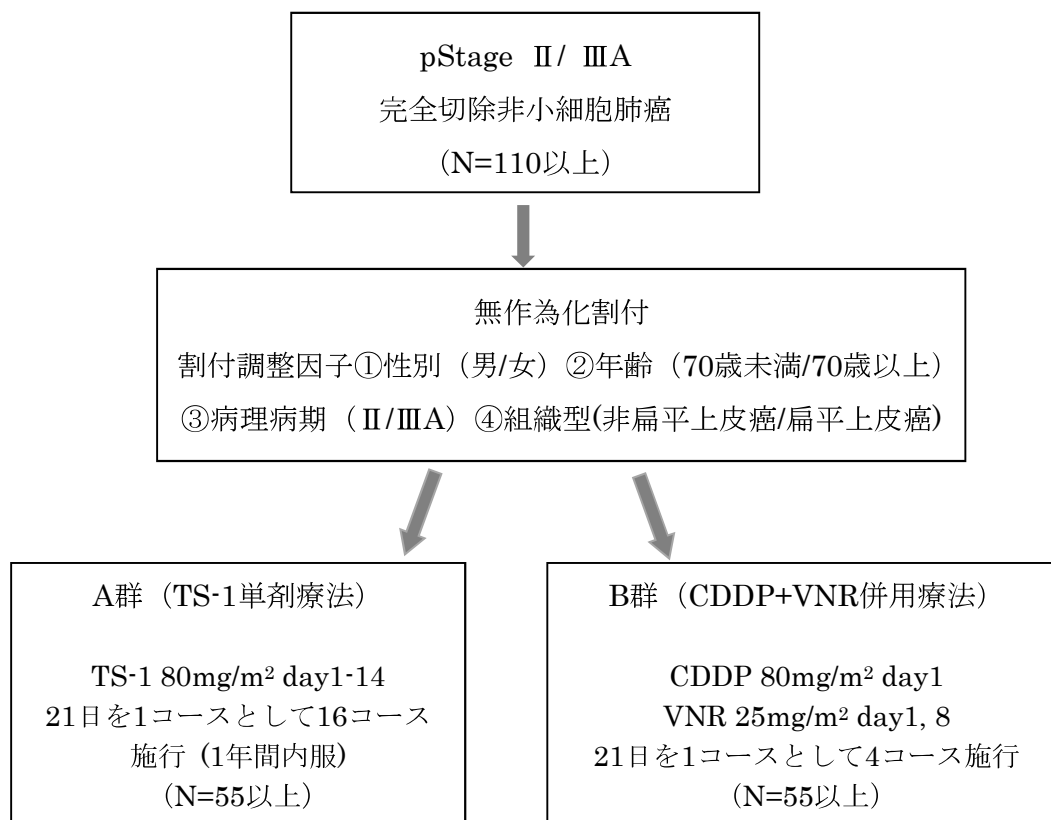 pStage Ⅱ/ ⅢA
完全切除非小細胞肺癌
（N=110以上）
無作為化割付
割付調整因子①性別（男/女）②年齢（70歳未満/70歳以上）
③病理病期（Ⅱ/ⅢA）④組織型(非扁平上皮癌/扁平上皮癌)
A群（TS-1単剤療法）
TS-1 80mg/m² day1-14
21日を1コースとして16コース
施行 (1年間内服)
（N=55以上）
B群（CDDP+VNR併用療法）
CDDP 80mg/m² day1
VNR 25mg/m² day1, 8
21日を1コースとして4コース施行
（N=55以上）